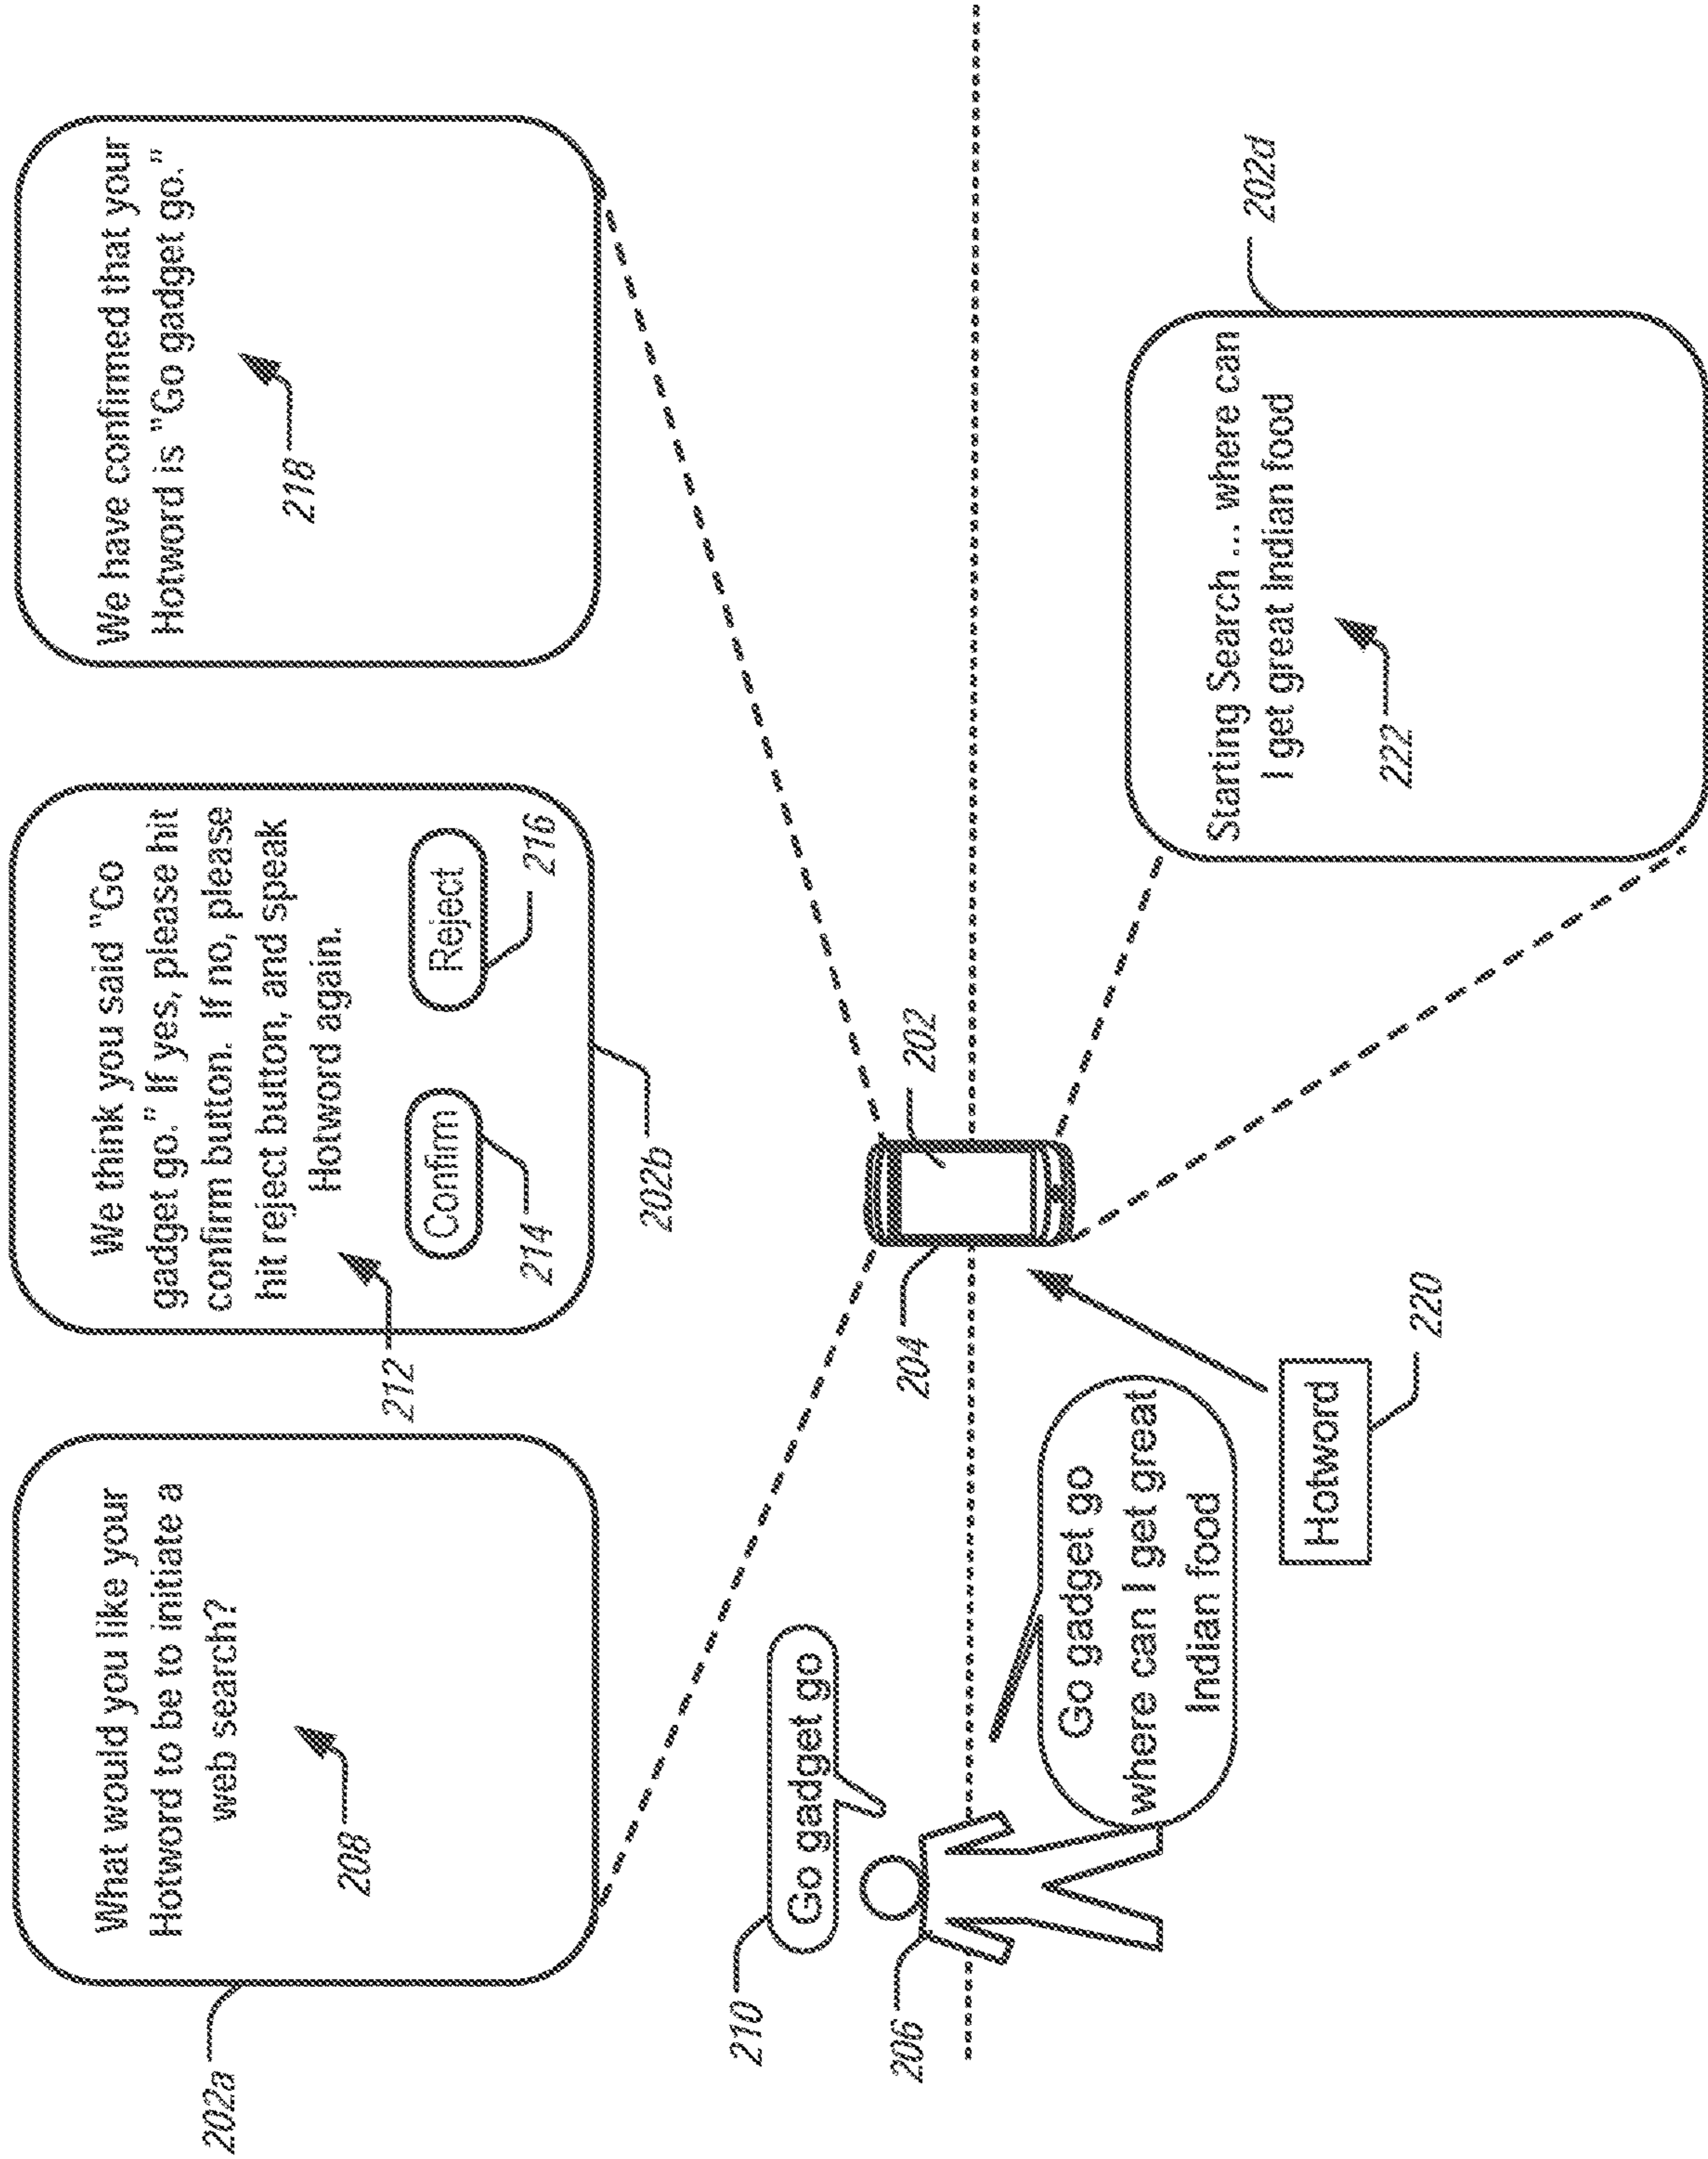 What would you like your
Hotword to be to initiate a
web search?
208
202a
We think you said "Go
gadget go." If yes, please hit
confirm button. If no, please
hit reject button, and speak
Hotword again.
212
Confirm
Reject
214
216
202b
We have confirmed that your
Hotword is "Go gadget go."
218
210
Go gadget go
206
204
202
Go gadget go
where can I get great
Indian food
Hotword
220
Starting Search ... where can
I get great Indian food
222
202d